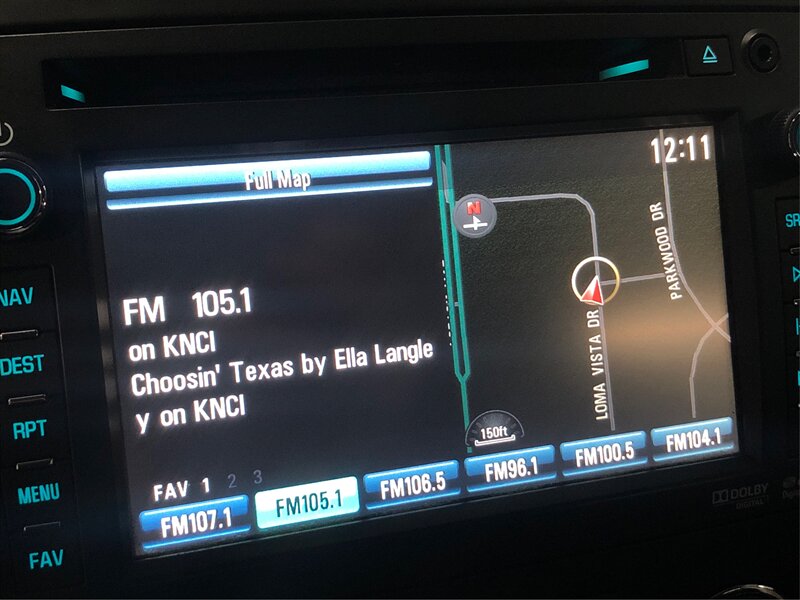 Full Map
12:11
N
FM 105.1
on KNCI
Choosin' Texas by Ella Langle
y on KNCI
PARKWOOD DR
LOMA VISTA DR
150ft
FAV 1 2 3
FM107.1
FM105.1
FM106.5
FM96.1
FM100.5
FM104.1
NAV
DEST
RPT
MENU
FAV
DOLBY
DIGITAL